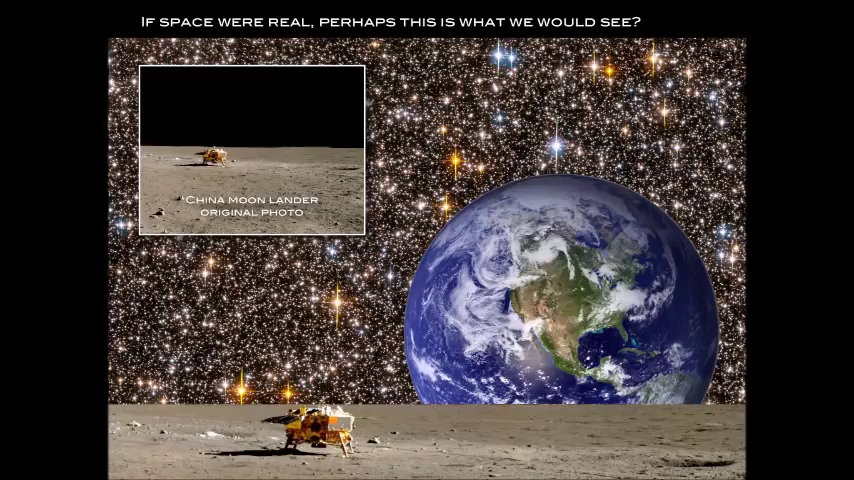 If space were real, perhaps this is what we would see?
*China moon lander
original photo